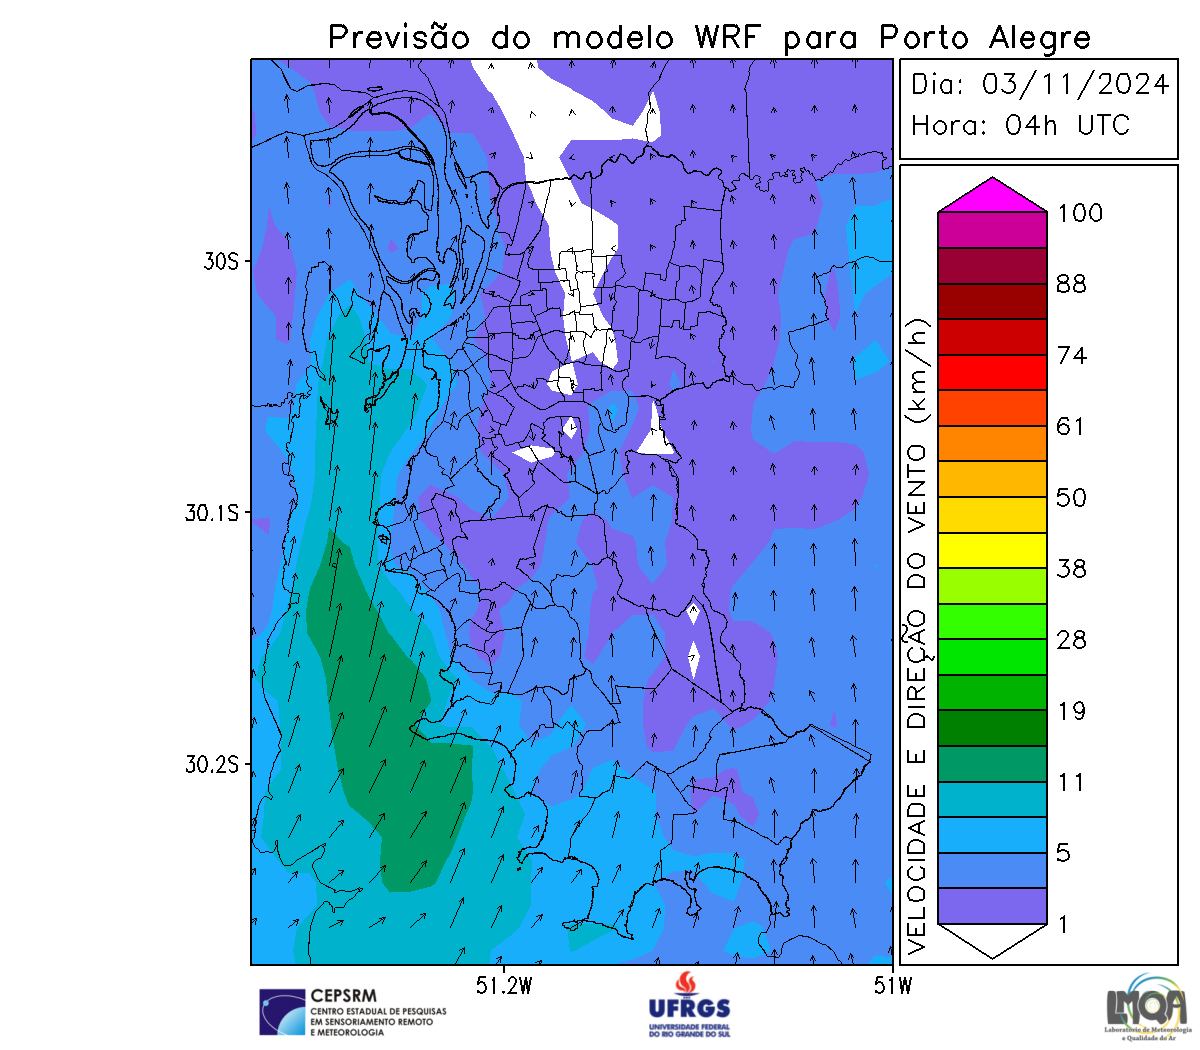 Previsão do modelo WRF para Porto Alegre
Dia: 03/11/2024
Hora: 04h UTC
30S
30.1S
30.2S
51.2W
51W
VELOCIDADE E DIREÇÃO DO VENTO (km/h)
100
88
74
61
50
38
28
19
11
5
1
CEPSRM
CENTRO ESTADUAL DE PESQUISAS
EM SENSORIAMENTO REMOTO
E METEOROLOGIA
UFRGS
UNIVERSIDADE FEDERAL
DO RIO GRANDE DO SUL
LMQA
Laboratório de Meteorologia
e Qualidade do Ar